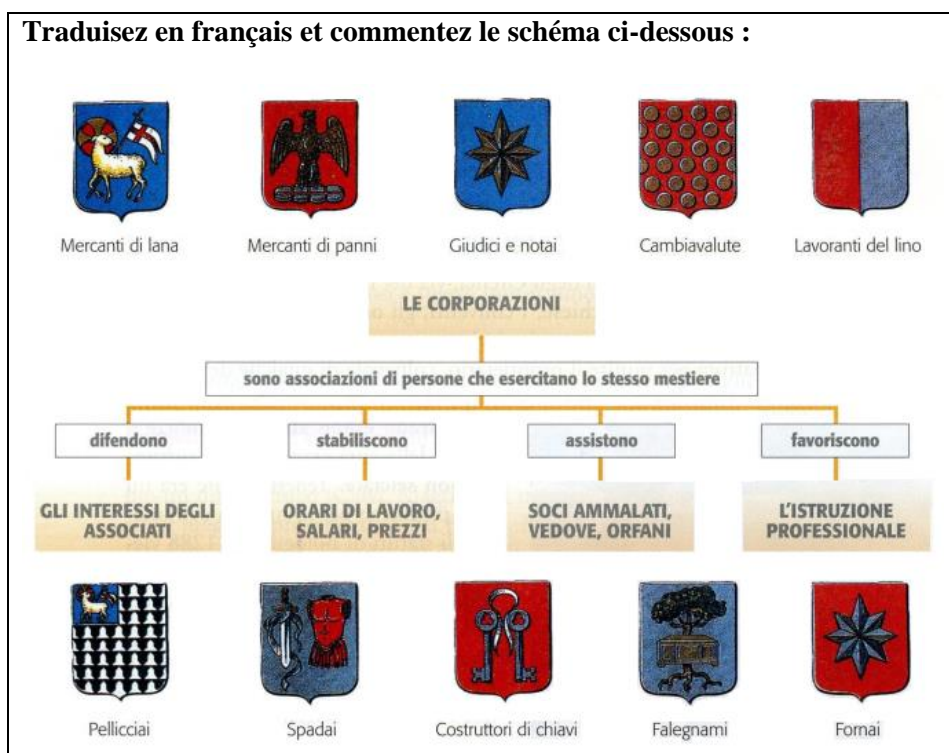 Traduisez en français et commentez le schéma ci-dessous :
Mercanti di lana
Mercanti di panni
Giudici e notai
Cambiavalute
Lavoranti del lino
LE CORPORAZIONI
sono associazioni di persone che esercitano lo stesso mestiere
difendono
stabiliscono
assistono
favoriscono
GLI INTERESSI DEGLI
ASSOCIATI
ORARI DI LAVORO,
SALARI, PREZZI
SOCI AMMALATI,
VEDOVE, ORFANI
L'ISTRUZIONE
PROFESSIONALE
Pellicciai
Spadai
Costruttori di chiavi
Falegnami
Fornai